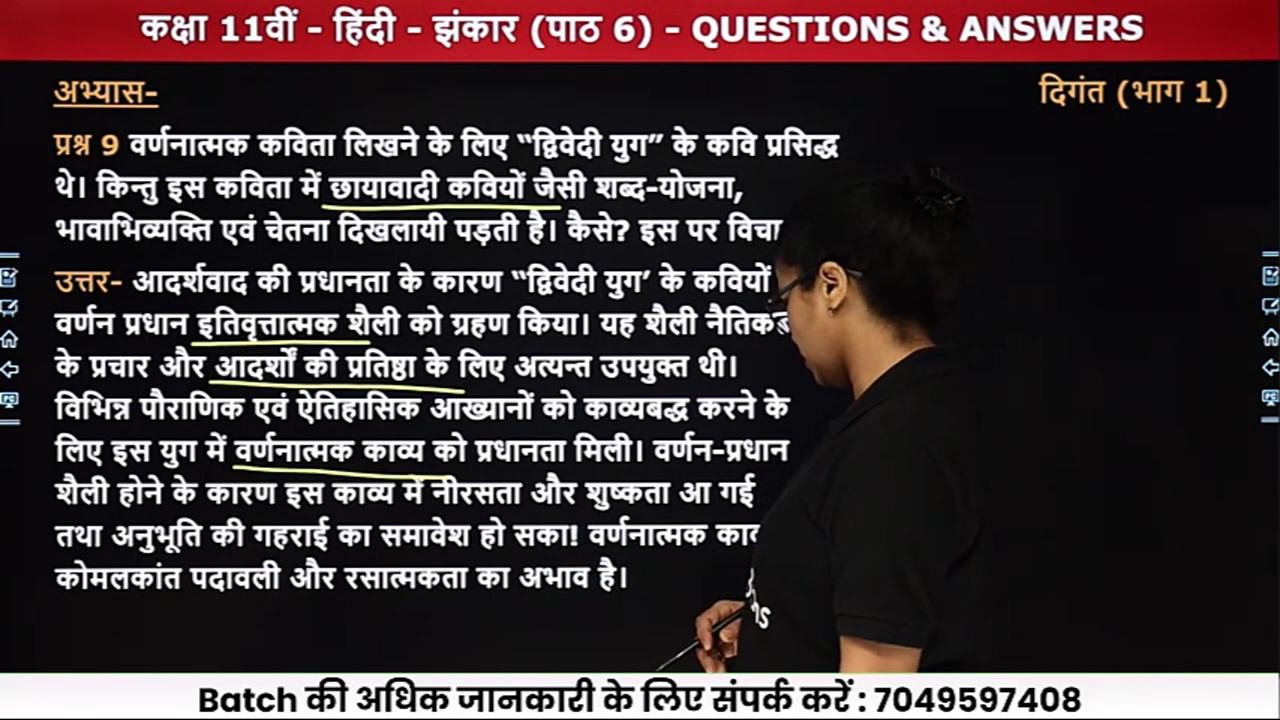 कक्षा 11वीं - हिंदी - झंकार (पाठ 6) - QUESTIONS & ANSWERS
अभ्यास-
दिगंत (भाग 1)
प्रश्न 9 वर्णनात्मक कविता लिखने के लिए “द्विवेदी युग” के कवि प्रसिद्ध
थे। किन्तु इस कविता में छायावादी कवियों जैसी शब्द-योजना,
भावाभिव्यक्ति एवं चेतना दिखलायी पड़ती है। कैसे? इस पर
उत्तर- आदर्शवाद की प्रधानता के कारण “द्विवेदी युग’ के कवियों
वर्णन प्रधान इतिवृत्तात्मक शैली को ग्रहण किया। यह शैली
के प्रचार और आदर्शों की प्रतिष्ठा के लिए अत्यन्त उपयुक्त थी।
विभिन्न पौराणिक एवं ऐतिहासिक आख्यानों को काव्यबद्ध करने के
लिए इस युग में वर्णनात्मक काव्य को प्रधानता मिली। वर्णन-प्रधान
शैली होने के कारण इस काव्य में नीरसता और शुष्कता आ गई
तथा अनुभूति की गहराई का समावेश हो सका! वर्णनात्मक
कोमलकांत पदावली और रसात्मकता का अभाव है।
Batch की अधिक जानकारी के लिए संपर्क करें : 7049597408